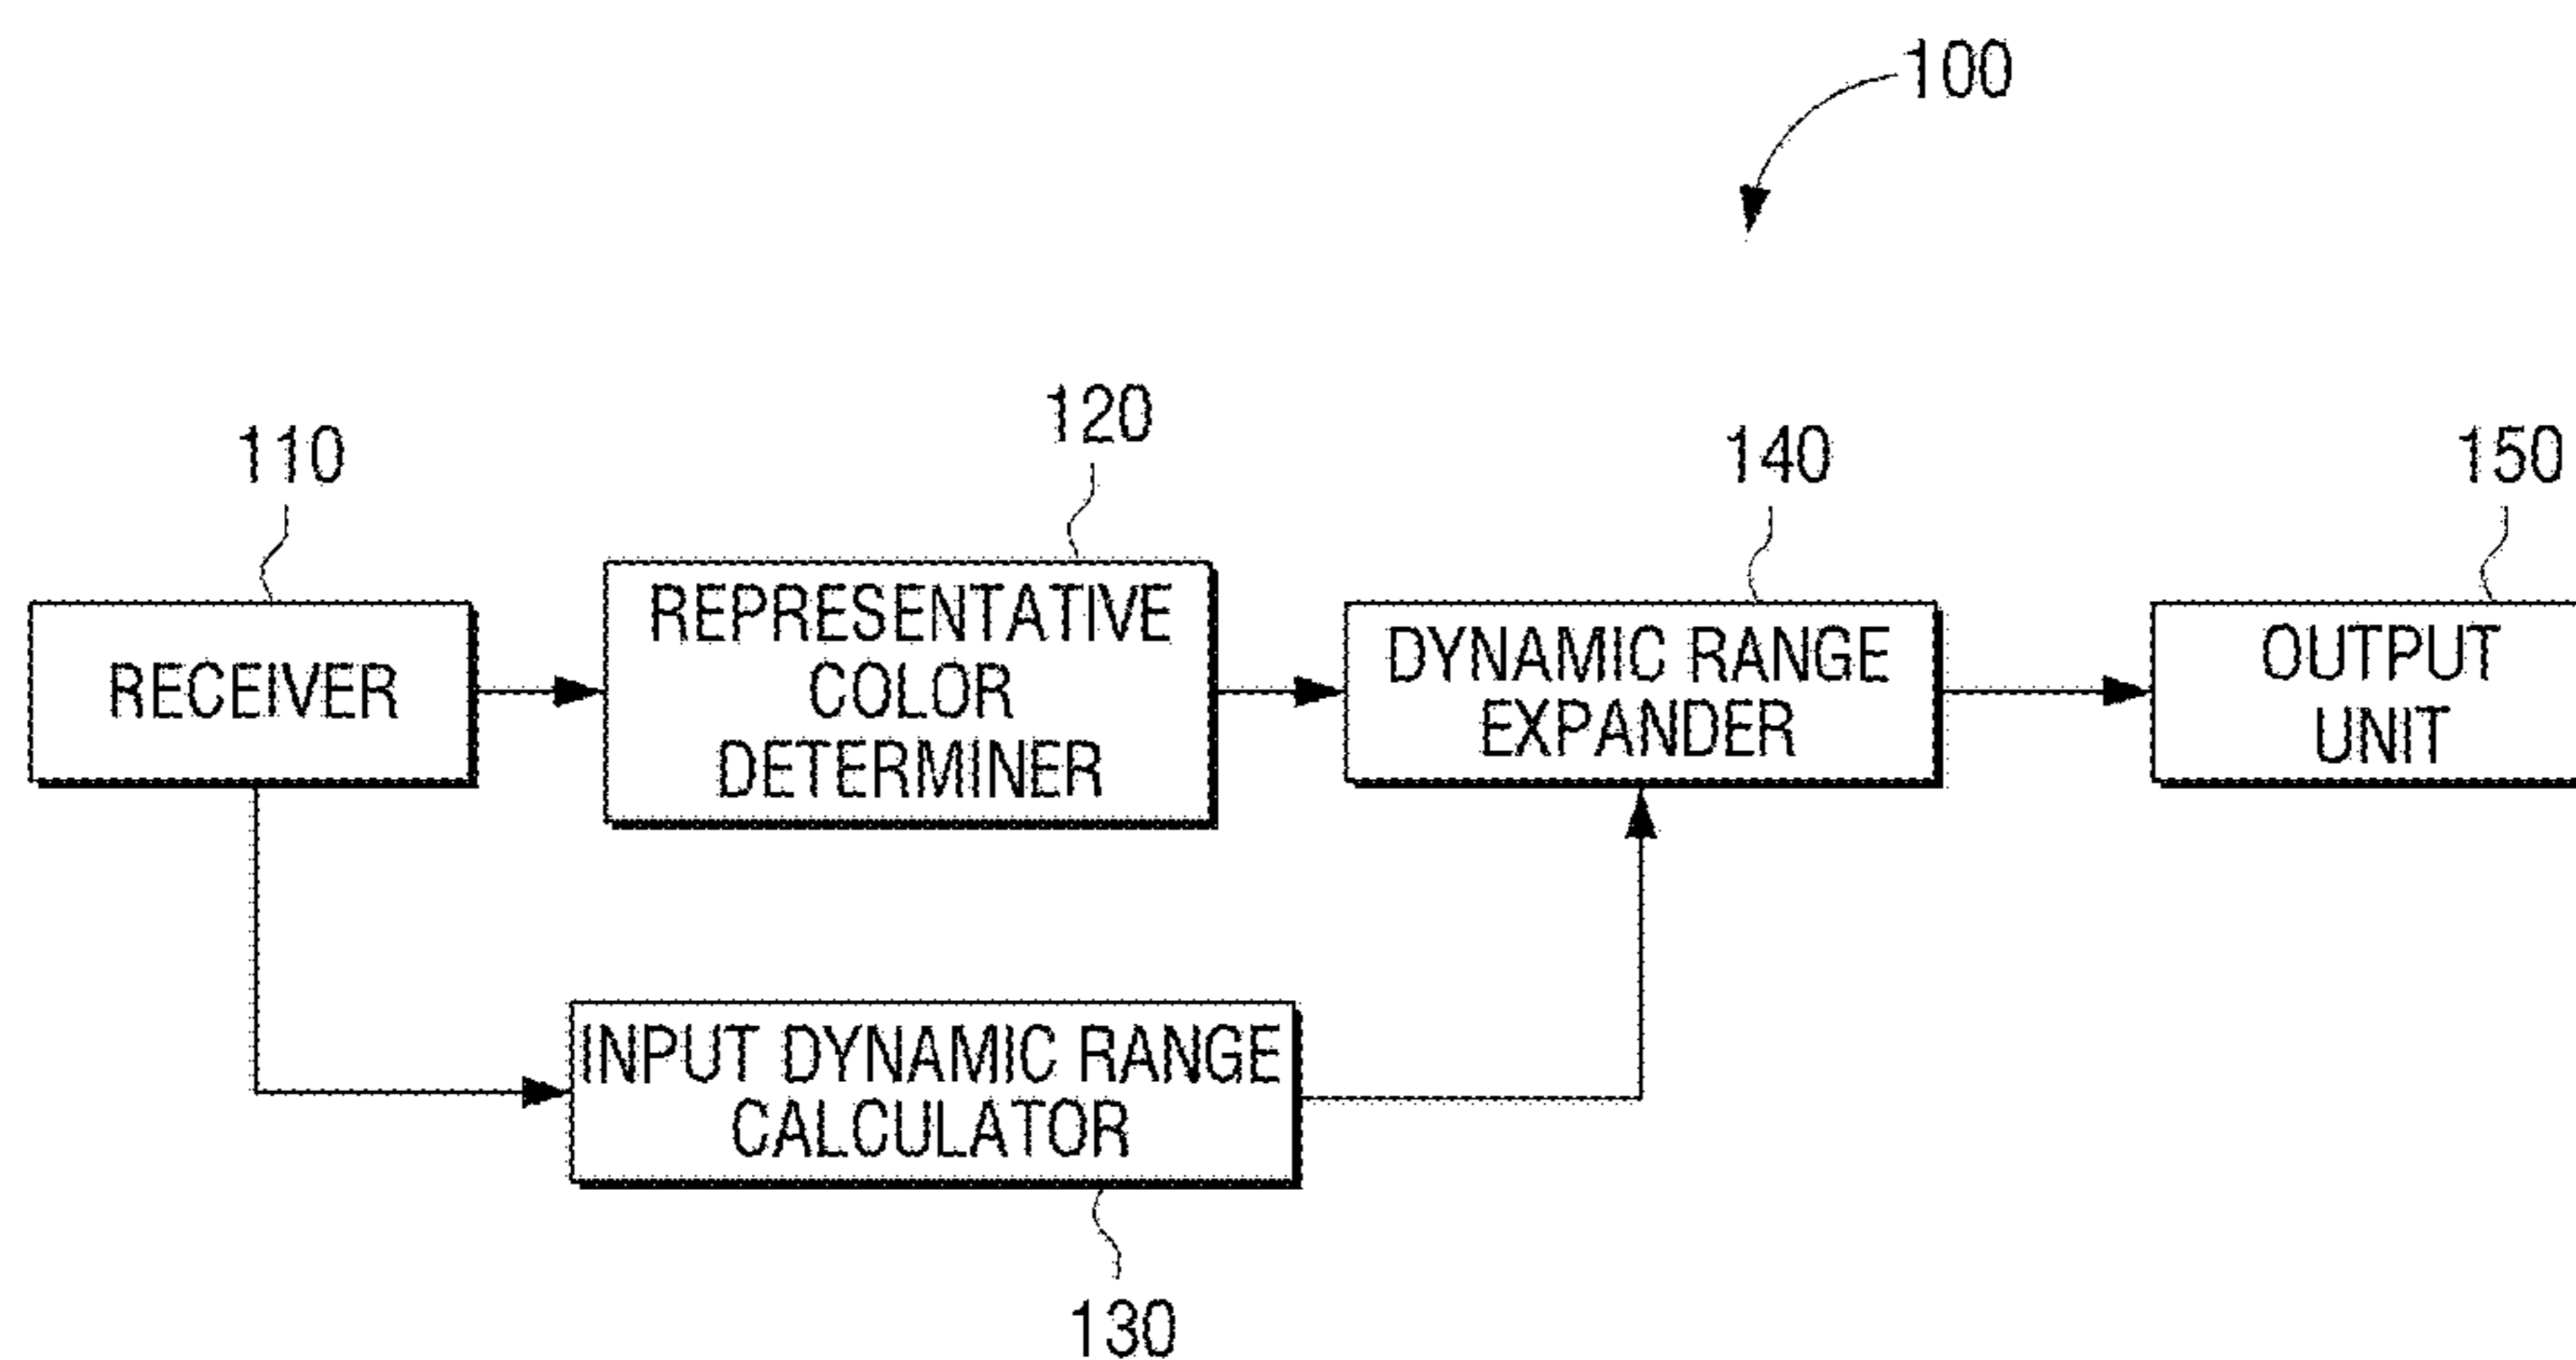 100
110
120
140
150
RECEIVER
REPRESENTATIVE
COLOR
DETERMINER
DYNAMIC RANGE
EXPANDER
OUTPUT
UNIT
INPUT DYNAMIC RANGE
CALCULATOR
130